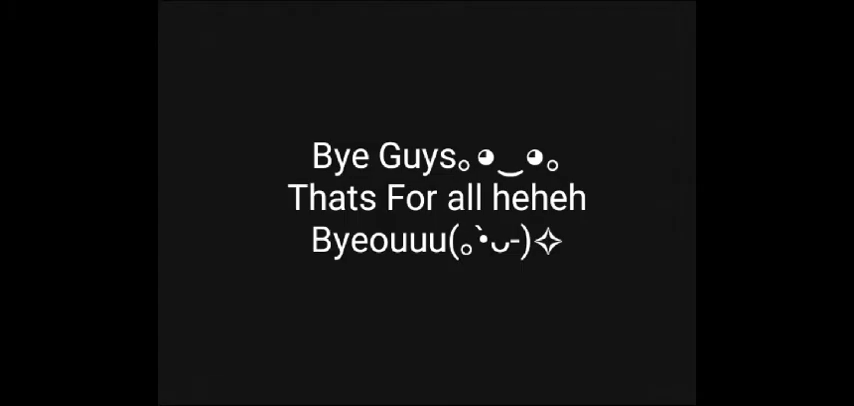 Bye Guys｡◕‿◕｡
Thats For all heheh
Byeouuu(｡•̀ᴗ-)✧